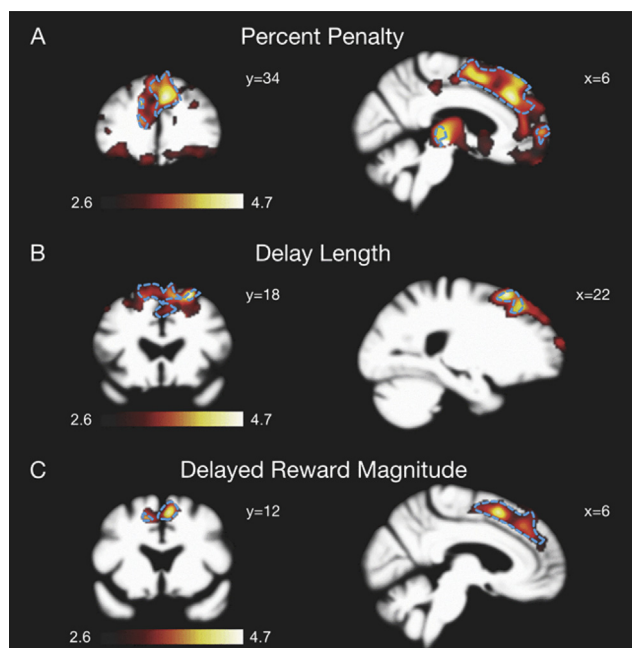 A Percent Penalty
y=34 x=6
2.6 4.7
B Delay Length
y=18 x=22
2.6 4.7
C Delayed Reward Magnitude
y=12 x=6
2.6 4.7